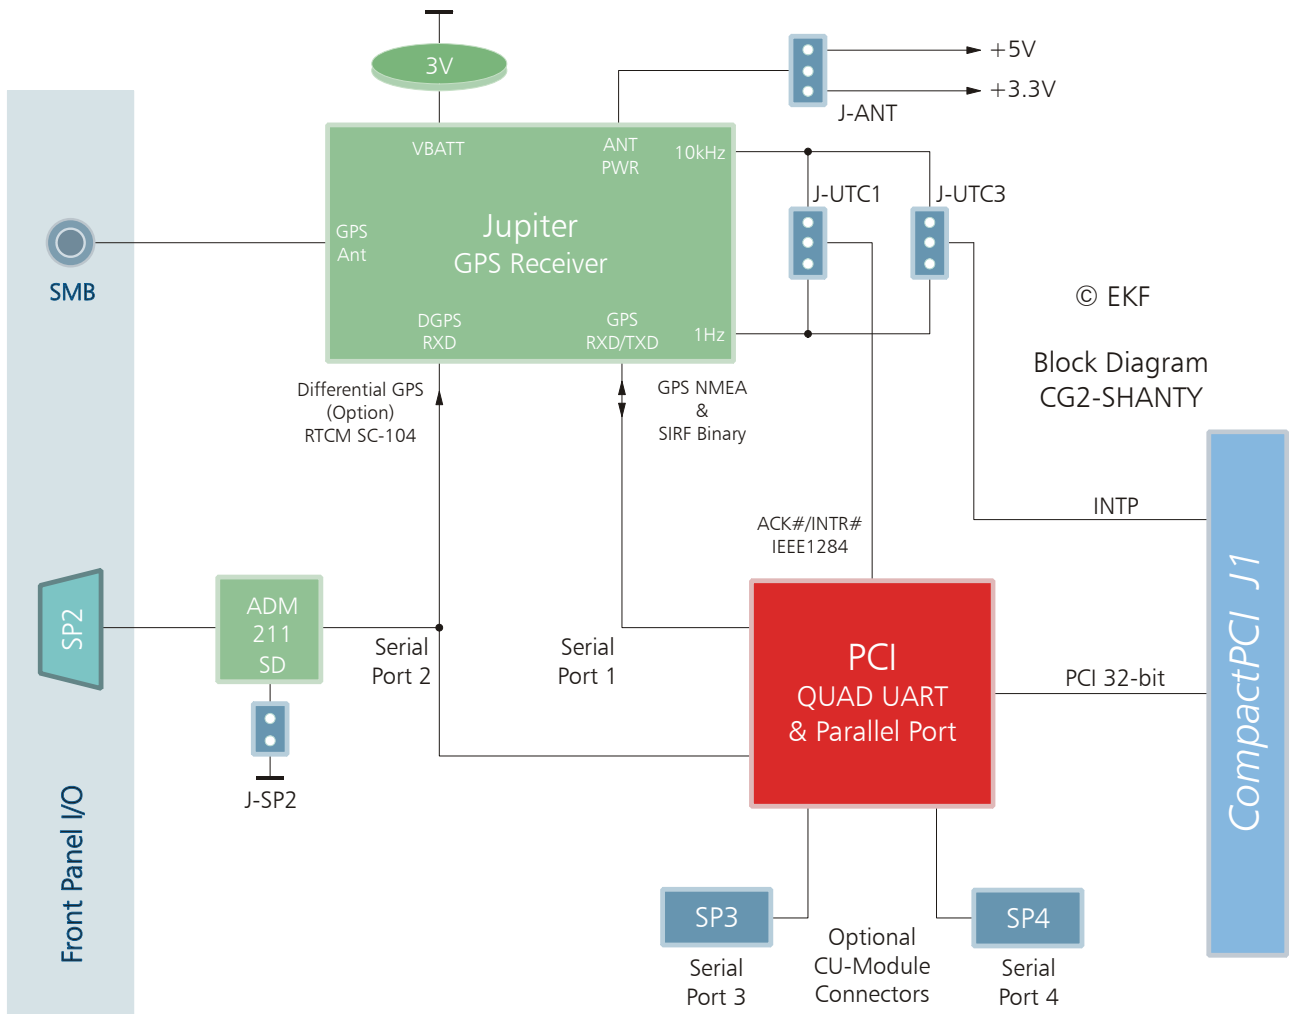 3V
+5V
+3.3V
J-ANT
VBATT
ANT
PWR
10kHz
J-UTC1
J-UTC3
GPS
Ant
Jupiter
GPS Receiver
SMB
DGPS
RXD
GPS
RXD/TXD
1Hz
© EKF
Block Diagram
CG2-SHANTY
Differential GPS
(Option)
RTCM SC-104
GPS NMEA
&
SIRF Binary
INTP
ACK#/INTR#
IEEE1284
SP2
ADM
211
SD
Serial
Port 2
Serial
Port 1
PCI
QUAD UART
& Parallel Port
PCI 32-bit
CompactPCI J1
J-SP2
Front Panel I/O
SP3
SP4
Optional
CU-Module
Connectors
Serial
Port 3
Serial
Port 4